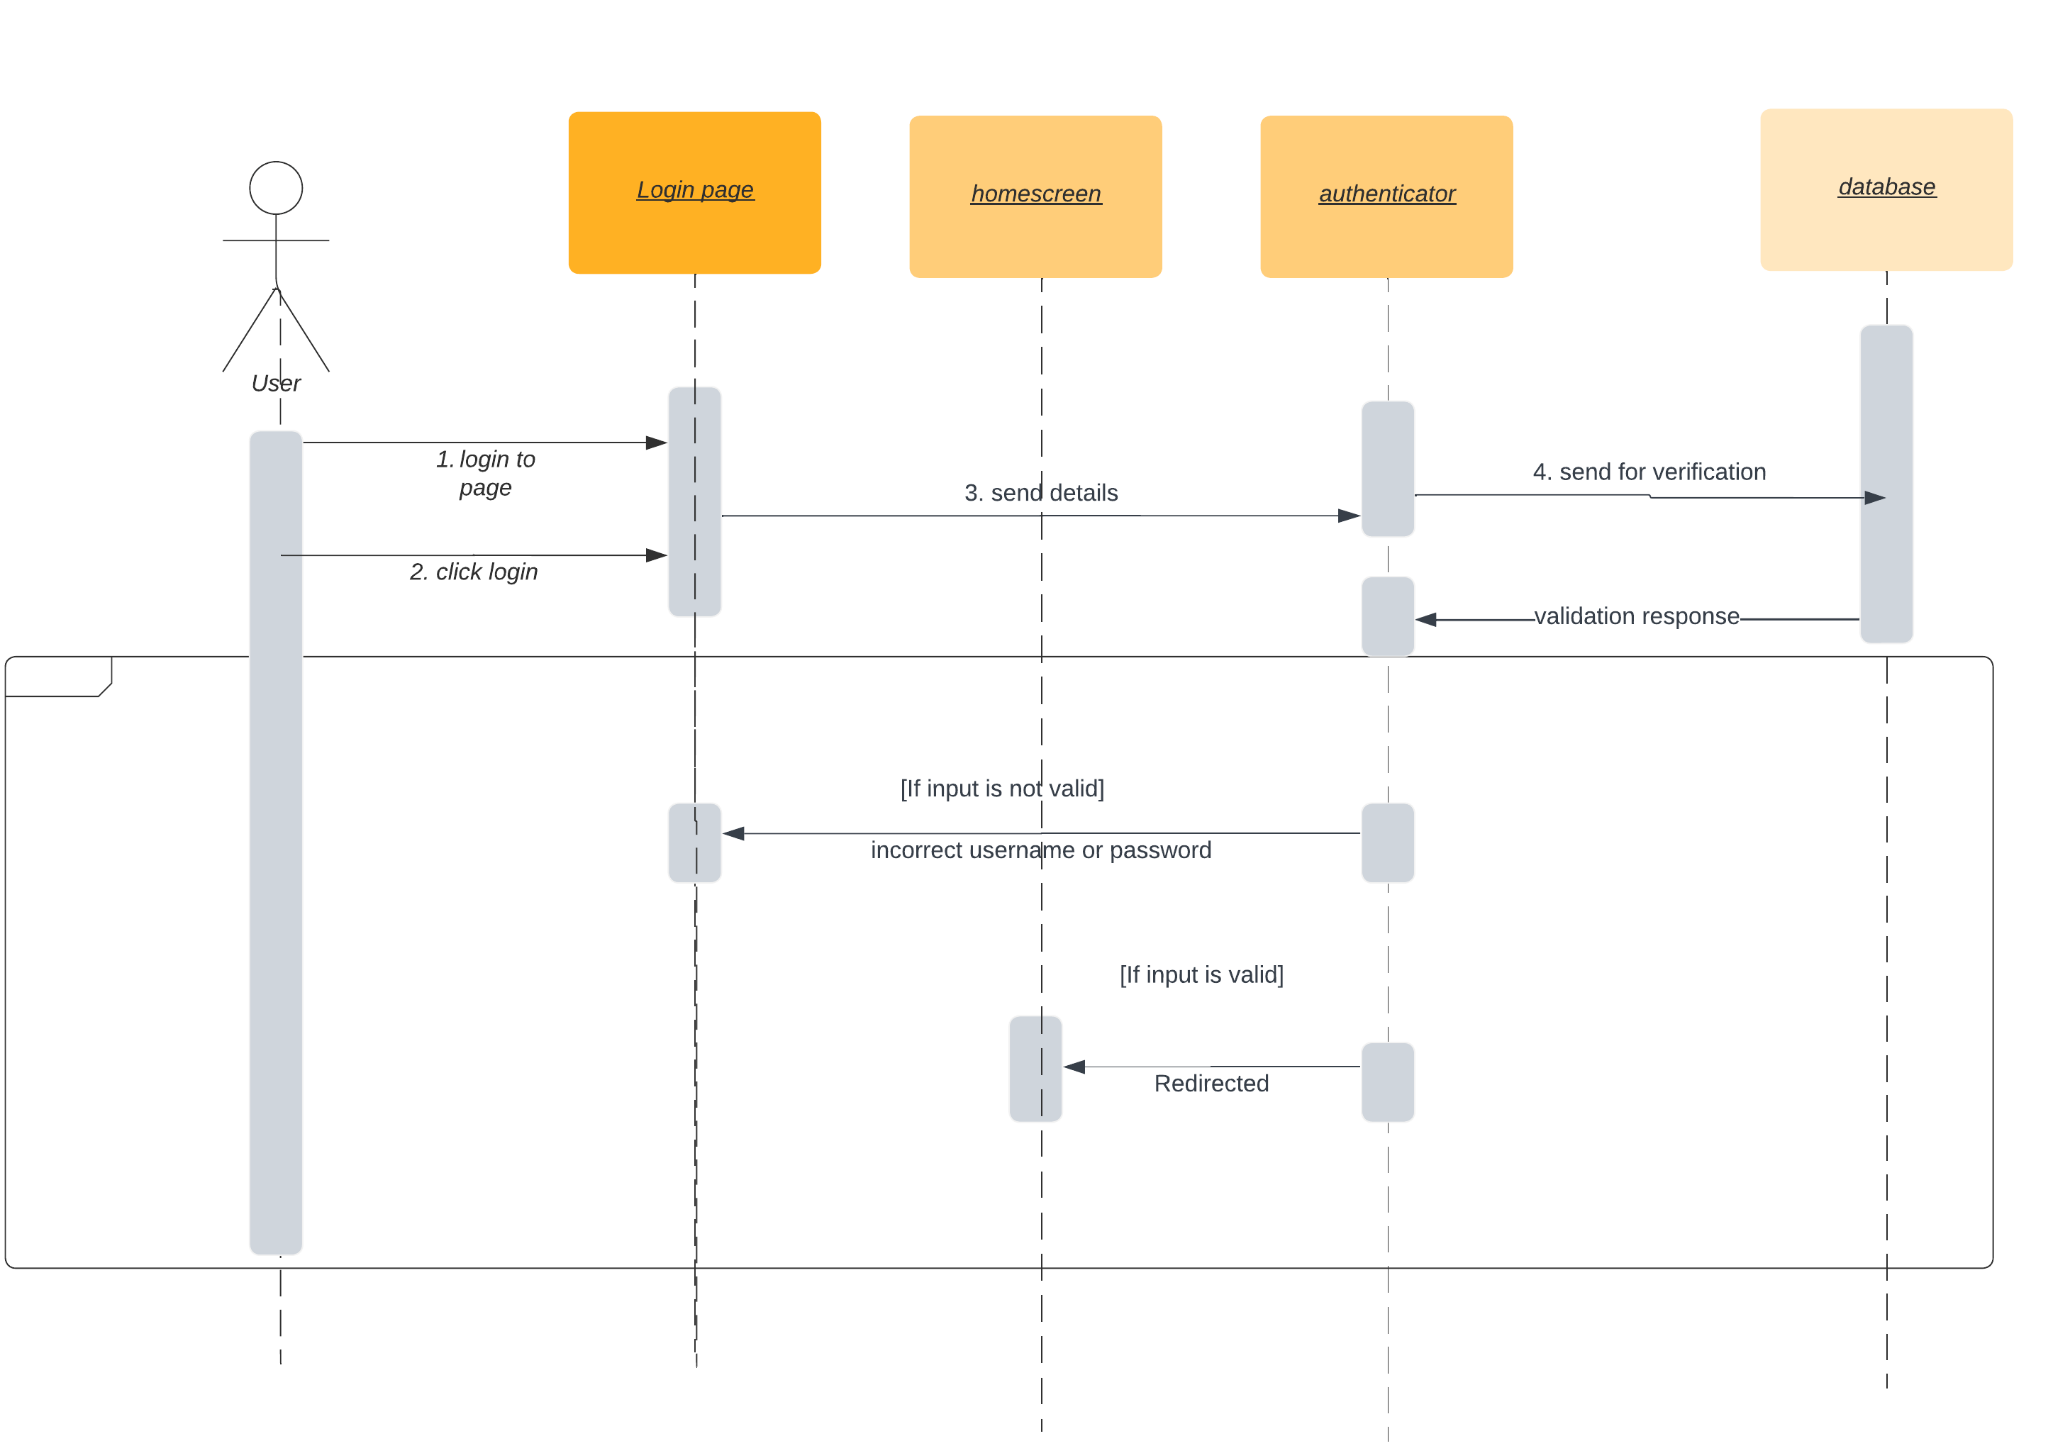 Login page
homescreen
authenticator
database
User
1. login to
page
3. send details
4. send for verification
2. click login
validation response
[If input is not valid]
incorrect username or password
[If input is valid]
Redirected